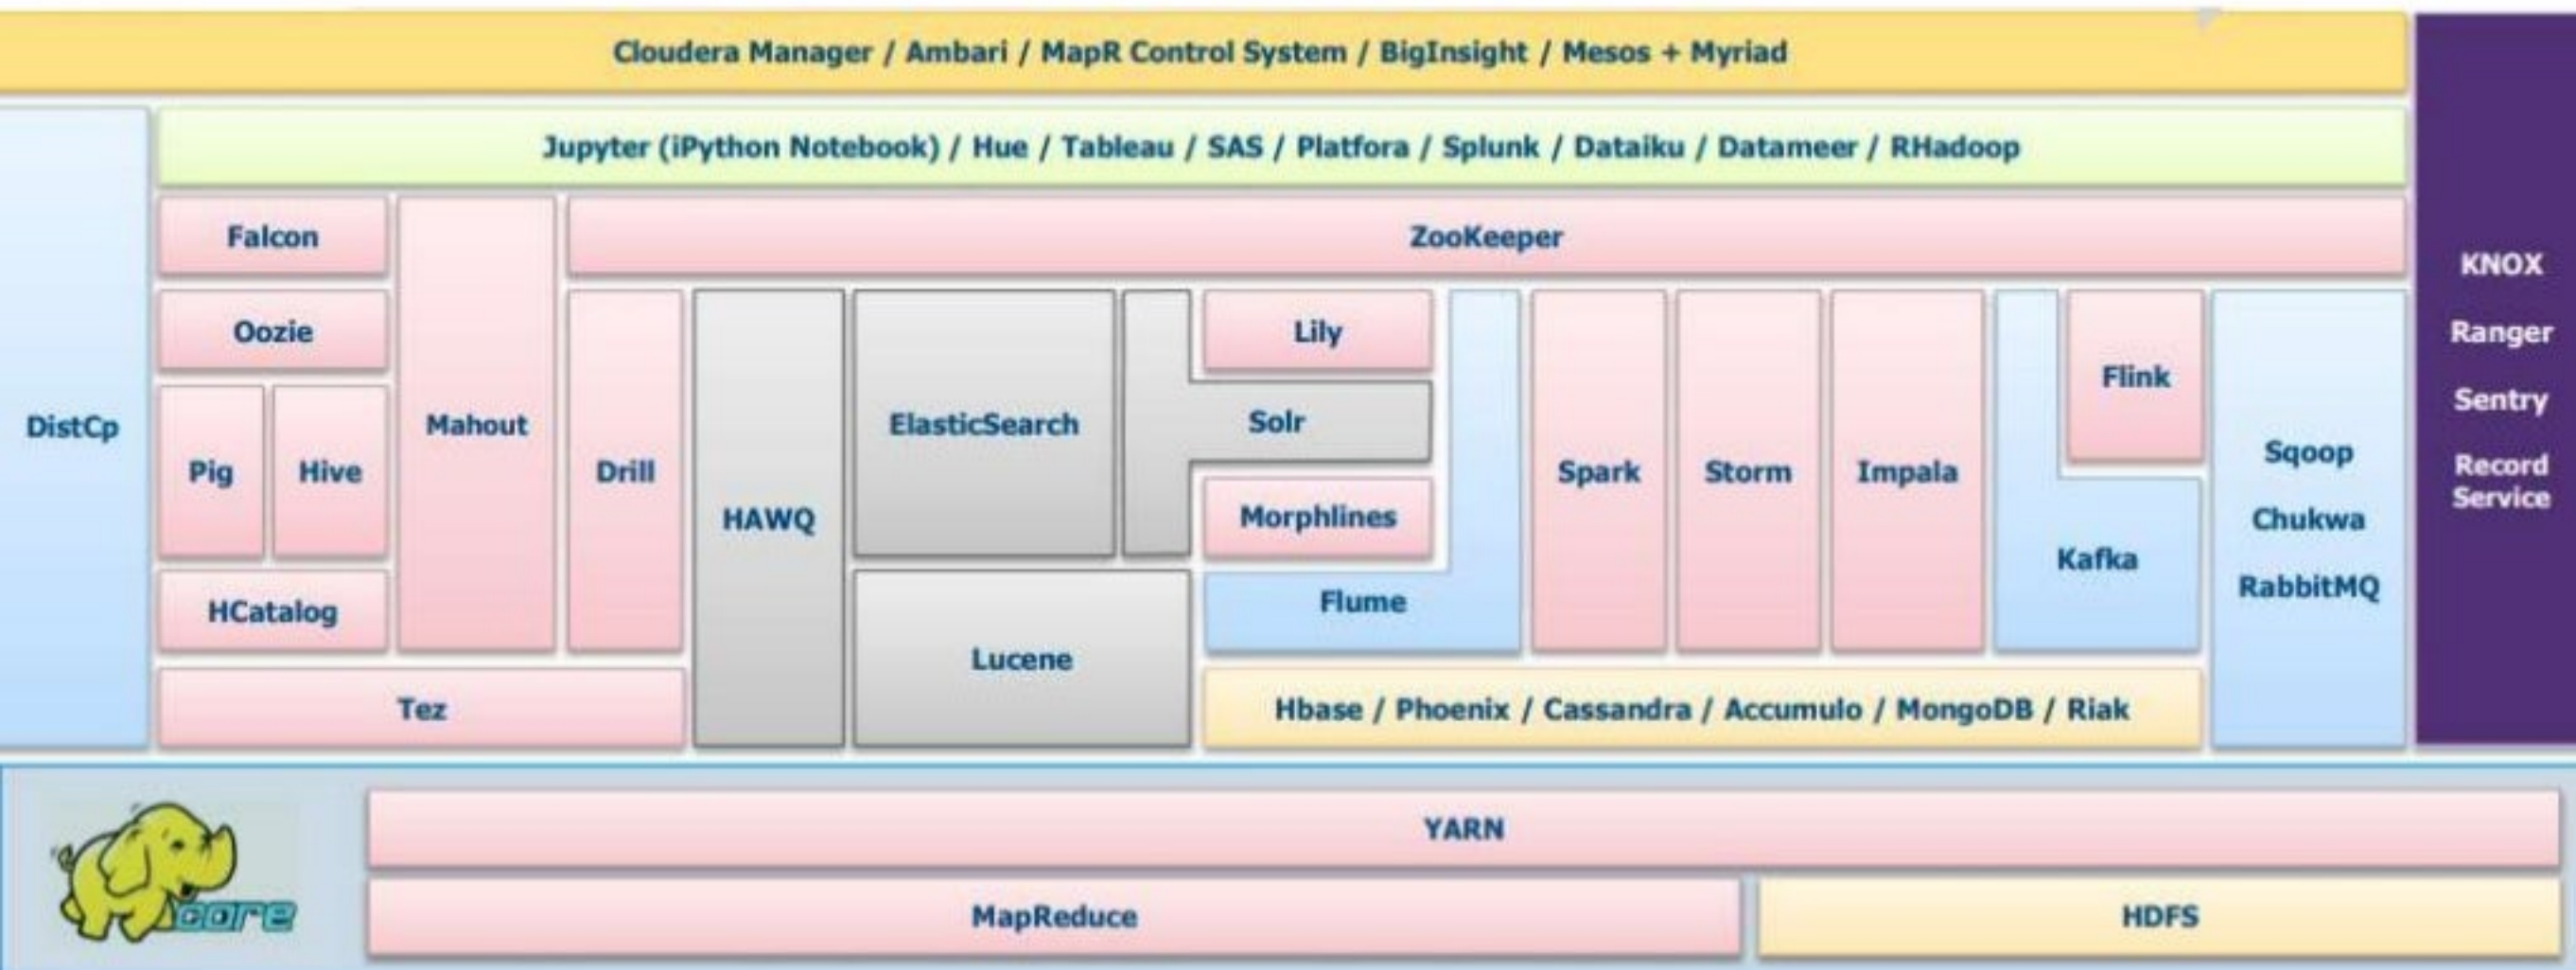 Cloudera Manager / Ambari / MapR Control System / BigInsight / Mesos + Myriad
Jupyter (iPython Notebook) / Hue / Tableau / SAS / Platfora / Splunk / Dataiku / Datameer / RHadoop
DistCp
Falcon
Oozie
Pig
Hive
HCatalog
Mahout
Tez
ZooKeeper
Drill
HAWQ
ElasticSearch
Lucene
Solr
Lily
Morphlines
Flume
Spark
Storm
Impala
Flink
Kafka
Hbase / Phoenix / Cassandra / Accumulo / MongoDB / Riak
Sqoop
Chukwa
RabbitMQ
KNOX
Ranger
Sentry
Record
Service
core
YARN
MapReduce
HDFS